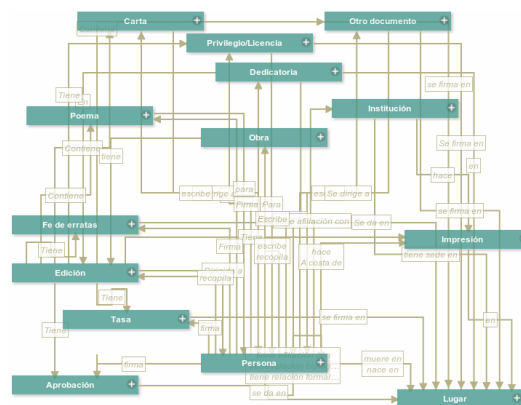 Carta
Otro documento
Privilegio/Licencia
Dedicatoria
se firma en
Tiene
Institución
Poema
Obra
Se firma en
Contiene
tiene
en
hace
para
Contiene
escribe
Se dirige a
Firma
Para
se firma en
Fe de erratas
Escribe
afiliación con
Se da en
Impresión
Tiene
Firma
escribe
recopila
hace
A costa de
tiene sede en
Edición
recopila
Tiene
Tasa
se firma en
en
Tiene
firma
firma
Persona
muere en
nace en
tiene relación formal...
Aprobación
se da en
Lugar